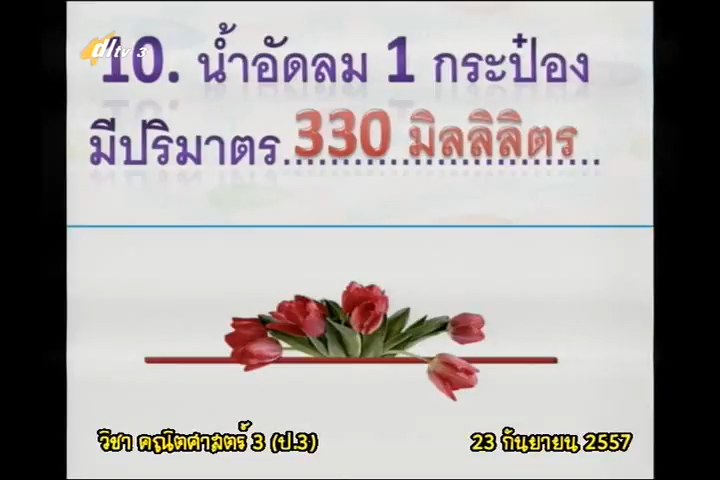 dltv 3
10. น้ำอัดลม 1 กระป๋อง
มีปริมาตร..330 มิลลิลิตร..
วิชา คณิตศาสตร์ 3 (ป.3)
23 กันยายน 2557